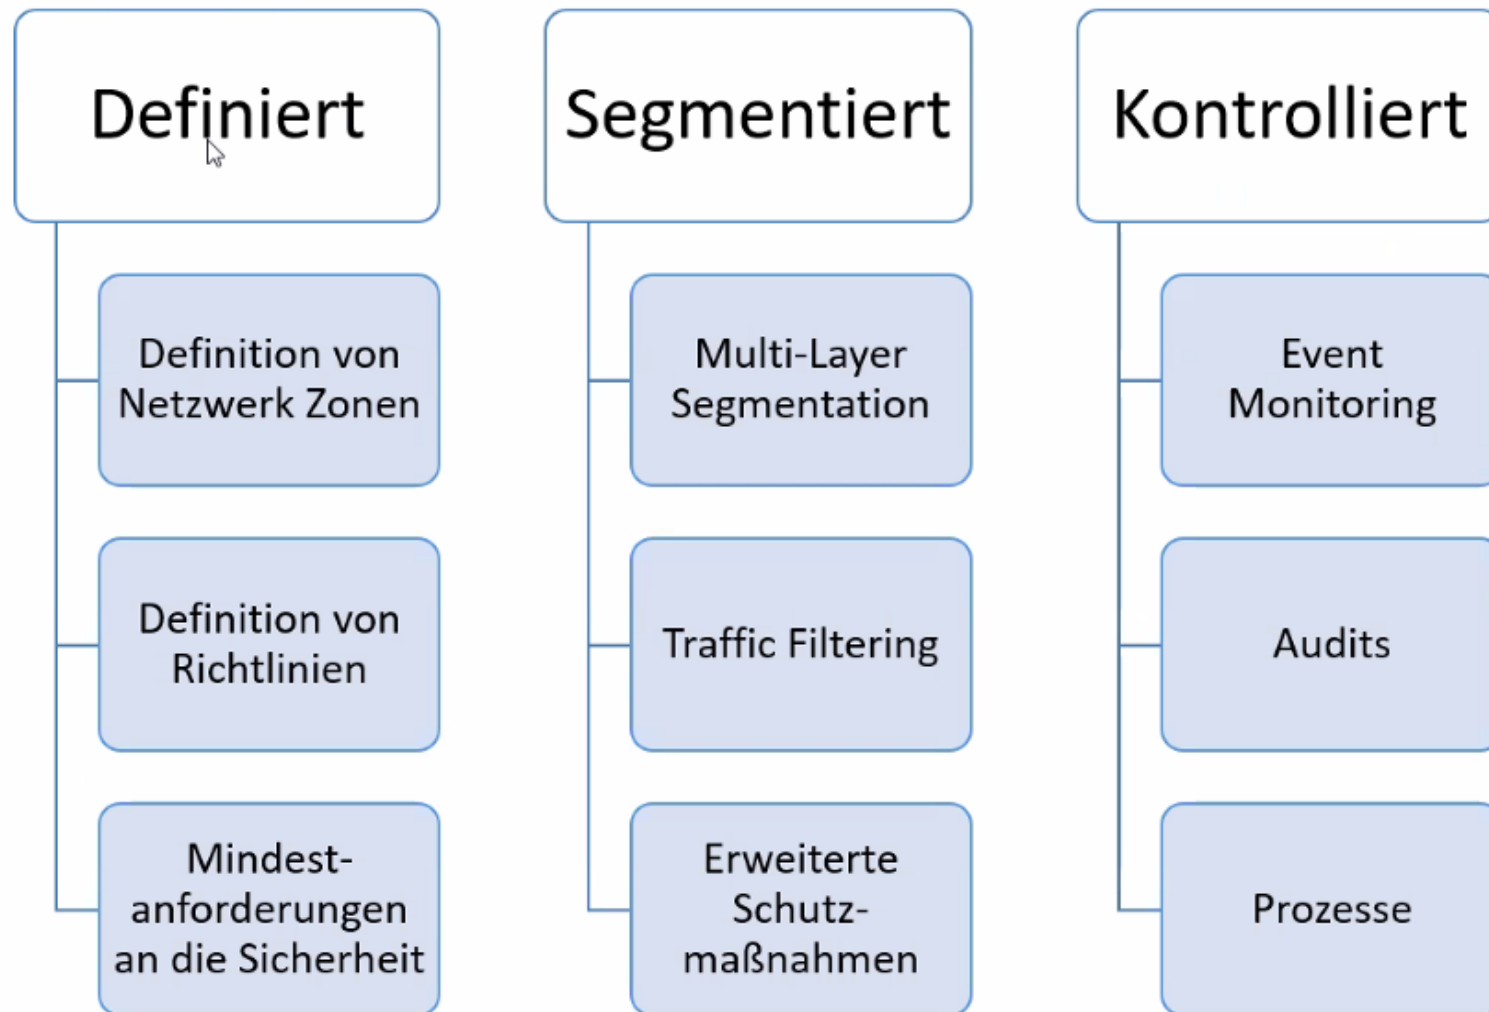 Definiert
Definition von
Netzwerk Zonen
Definition von
Richtlinien
Mindest-
anforderungen
an die Sicherheit
Segmentiert
Multi-Layer
Segmentation
Traffic Filtering
Erweiterte
Schutz-
maßnahmen
Kontrolliert
Event
Monitoring
Audits
Prozesse